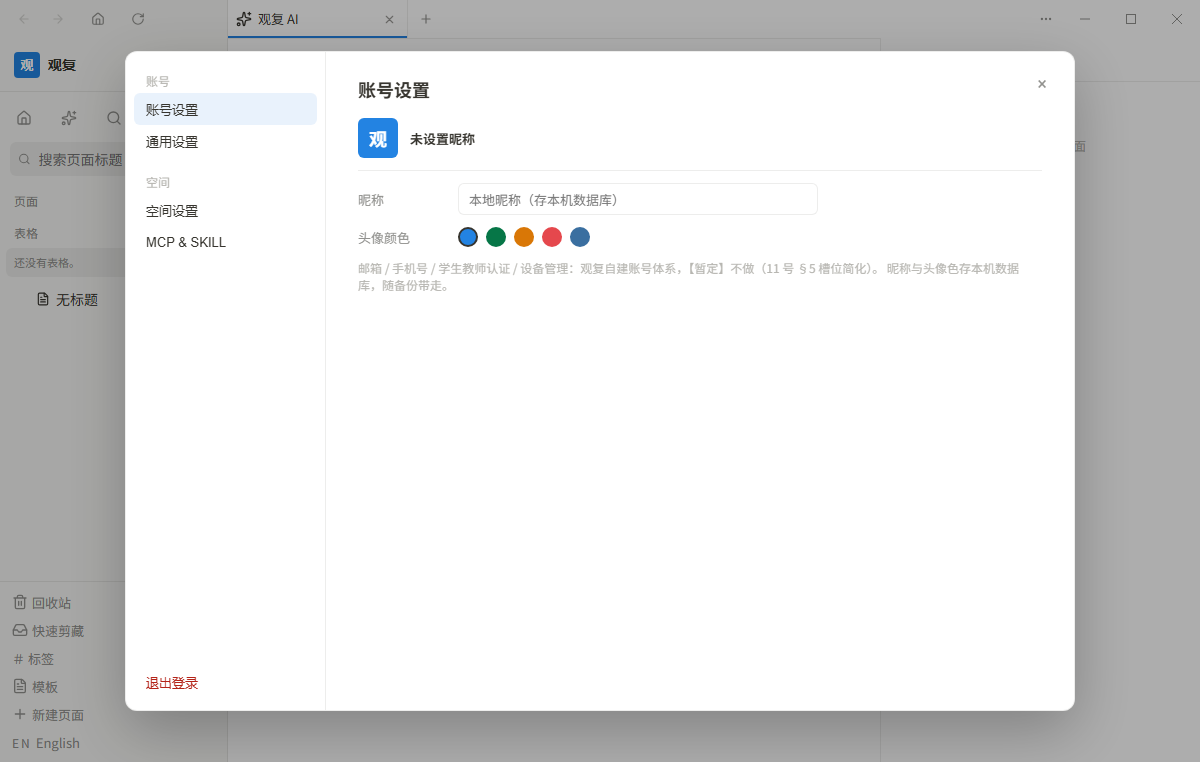 观复 AI
观 观复
搜索页面标题
页面
表格
还没有表格。
无标题
回收站
快速剪藏
# 标签
模板
新建页面
EN English
账号
账号设置
通用设置
空间
空间设置
MCP & SKILL
退出登录
账号设置
观 未设置昵称
昵称 本地昵称（存本机数据库）
头像颜色
邮箱 / 手机号 / 学生教师认证 / 设备管理：观复自建账号体系，【暂定】不做（11 号 §5 槽位简化）。 昵称与头像色存本机数据
库，随备份带走。
面